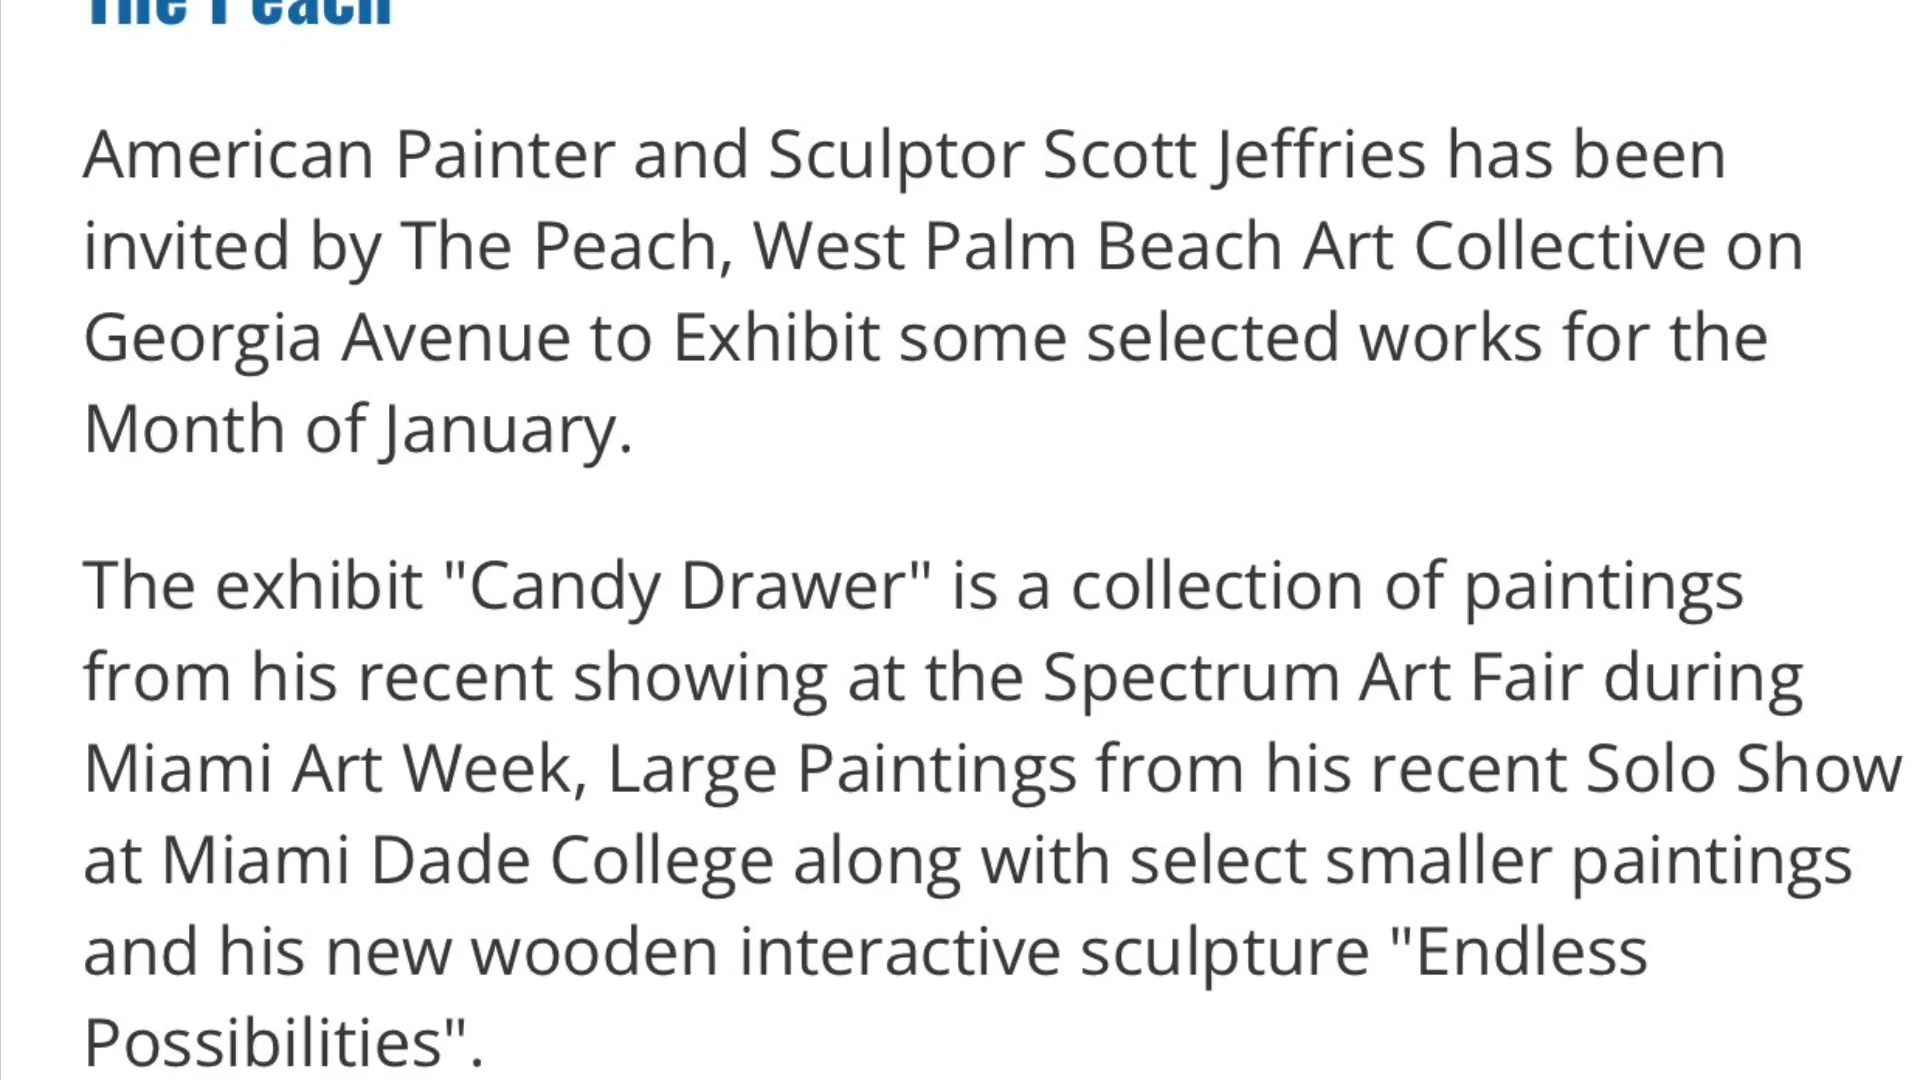 The Peach
American Painter and Sculptor Scott Jeffries has been
invited by The Peach, West Palm Beach Art Collective on
Georgia Avenue to Exhibit some selected works for the
Month of January.
The exhibit "Candy Drawer" is a collection of paintings
from his recent showing at the Spectrum Art Fair during
Miami Art Week, Large Paintings from his recent Solo Show
at Miami Dade College along with select smaller paintings
and his new wooden interactive sculpture "Endless
Possibilities".